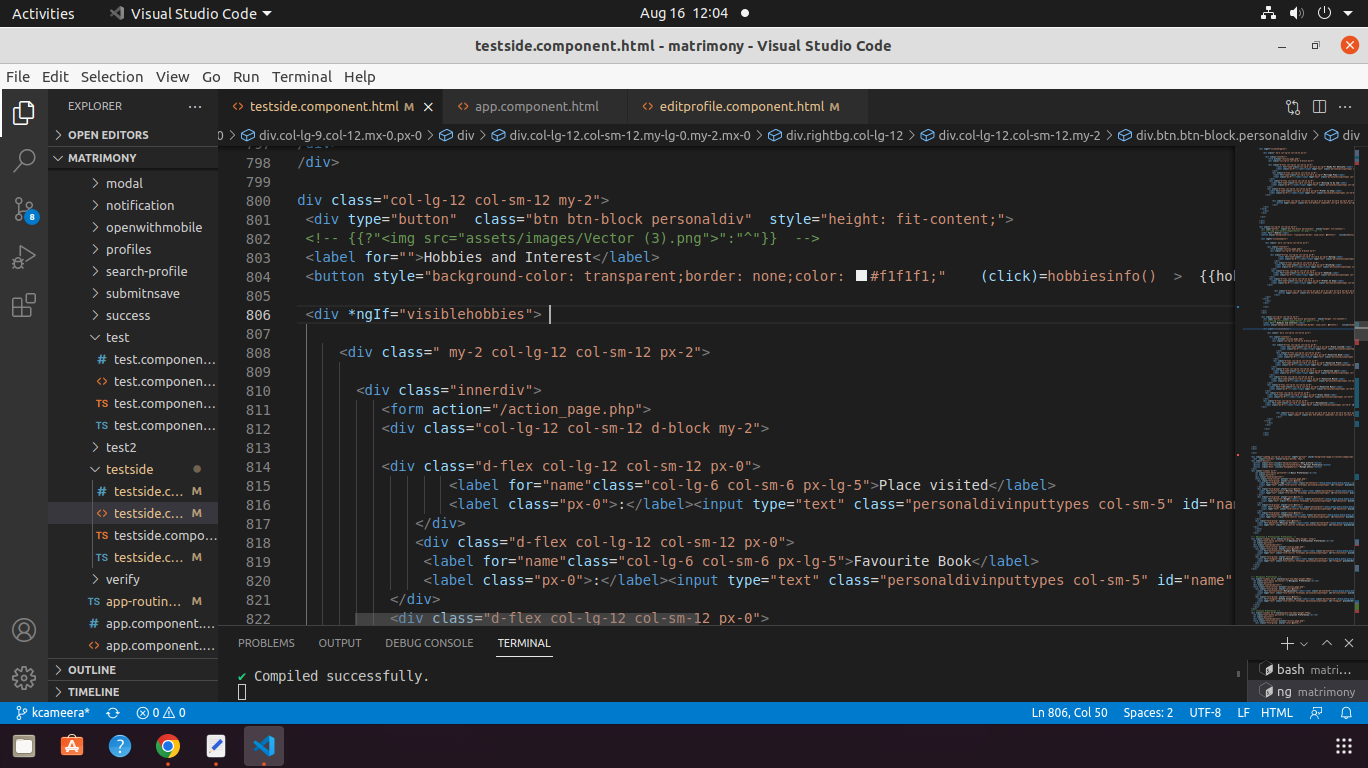 Activities
Visual Studio Code
Aug 16 12:04
testside.component.html - matrimony - Visual Studio Code
File Edit Selection View Go Run Terminal Help
EXPLORER
OPEN EDITORS
MATRIMONY
modal
notification
openwithmobile
profiles
search-profile
submitnsave
success
test
# test.componen...
<> test.componen...
TS test.componen...
TS test.componen...
test2
testside
# testside.c... M
<> testside.c... M
TS testside.compo...
TS testside.c... M
verify
TS app-routin... M
# app.component....
<> app.component....
OUTLINE
TIMELINE
<> testside.component.html M
<> app.component.html
<> editprofile.component.html M
0 > div.col-lg-9.col-12.mx-0.px-0 > div > div.col-lg-12.col-sm-12.my-lg-0.my-2.mx-0 > div.rightbg.col-lg-12 > div.col-lg-12.col-sm-12.my-2 > div.btn.btn-block.personaldiv > div
798 /div>
799
800 div class="col-lg-12 col-sm-12 my-2">
801 <div type="button"  class="btn btn-block personaldiv"  style="height: fit-content;">
802 <!-- {{?"<img src="assets/images/Vector (3).png">":"^"}}  -->
803 <label for="">Hobbies and Interest</label>
804 <button style="background-color: transparent;border: none;color: #f1f1f1;"    (click)=hobbiesinfo()  >  {{hob
805
806 <div *ngIf="visiblehobbies">
807
808 <div class=" my-2 col-lg-12 col-sm-12 px-2">
809
810 <div class="innerdiv">
811 <form action="/action_page.php">
812 <div class="col-lg-12 col-sm-12 d-block my-2">
813
814 <div class="d-flex col-lg-12 col-sm-12 px-0">
815 <label for="name"class="col-lg-6 col-sm-6 px-lg-5">Place visited</label>
816 <label class="px-0">:</label><input type="text" class="personaldivinputtypes col-sm-5" id="nam
817 </div>
818 <div class="d-flex col-lg-12 col-sm-12 px-0">
819 <label for="name"class="col-lg-6 col-sm-6 px-lg-5">Favourite Book</label>
820 <label class="px-0">:</label><input type="text" class="personaldivinputtypes col-sm-5" id="name"
821 </div>
822 <div class="d-flex col-lg-12 col-sm-12 px-0">
PROBLEMS OUTPUT DEBUG CONSOLE TERMINAL
✔ Compiled successfully.
bash matri...
ng matrimony
8
kcameera* 0 0
Ln 806, Col 50 Spaces: 2 UTF-8 LF HTML